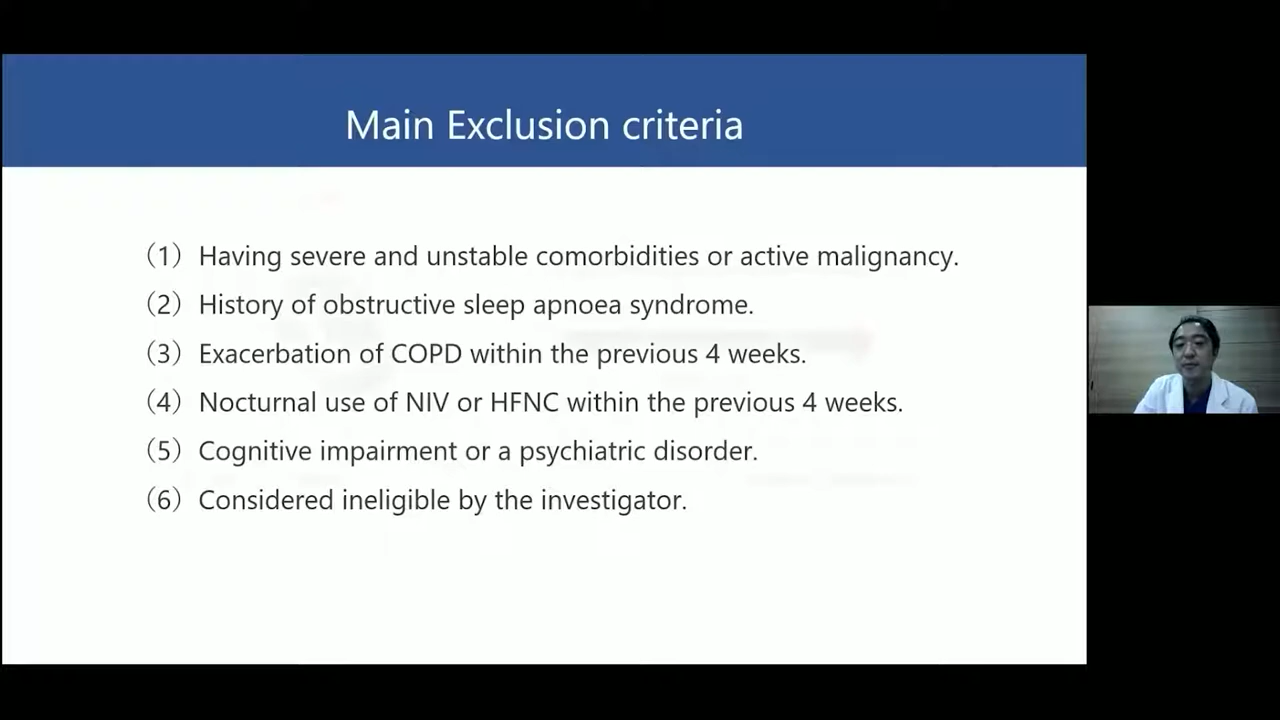 Main Exclusion criteria
（1）Having severe and unstable comorbidities or active malignancy.
（2）History of obstructive sleep apnoea syndrome.
（3）Exacerbation of COPD within the previous 4 weeks.
（4）Nocturnal use of NIV or HFNC within the previous 4 weeks.
（5）Cognitive impairment or a psychiatric disorder.
（6）Considered ineligible by the investigator.